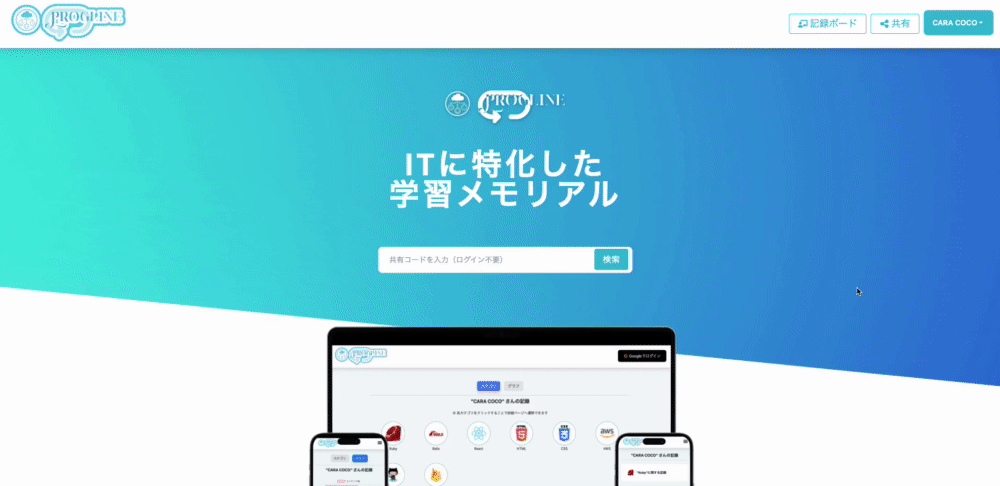 PROGLINE
記録ボード
共有
CARA COCO
PROGLINE
ITに特化した
学習メモリアル
共有コードを入力（ログイン不要）
検索
PROGLINE
Googleでログイン
グラフ
"CARA COCO" さんの記録
Ruby
Rails
React
HTML
CSS
AWS
"CARA COCO" さんの記録
"CARA COCO" さんの記録
"Ruby"に関する記録